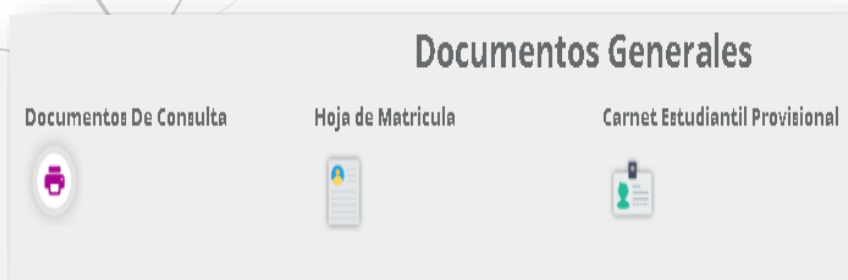 Documentos Generales
Documentos De Consulta
Hoja de Matricula
Carnet Estudiantil Provisional